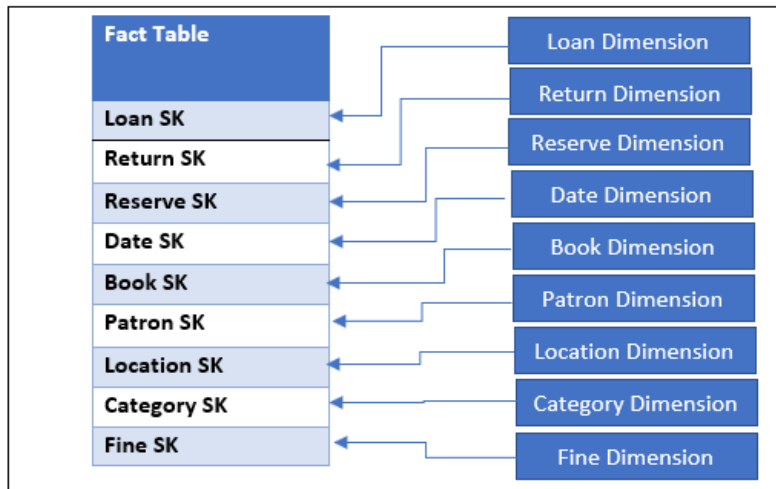 Fact Table
Loan SK
Return SK
Reserve SK
Date SK
Book SK
Patron SK
Location SK
Category SK
Fine SK
Loan Dimension
Return Dimension
Reserve Dimension
Date Dimension
Book Dimension
Patron Dimension
Location Dimension
Category Dimension
Fine Dimension